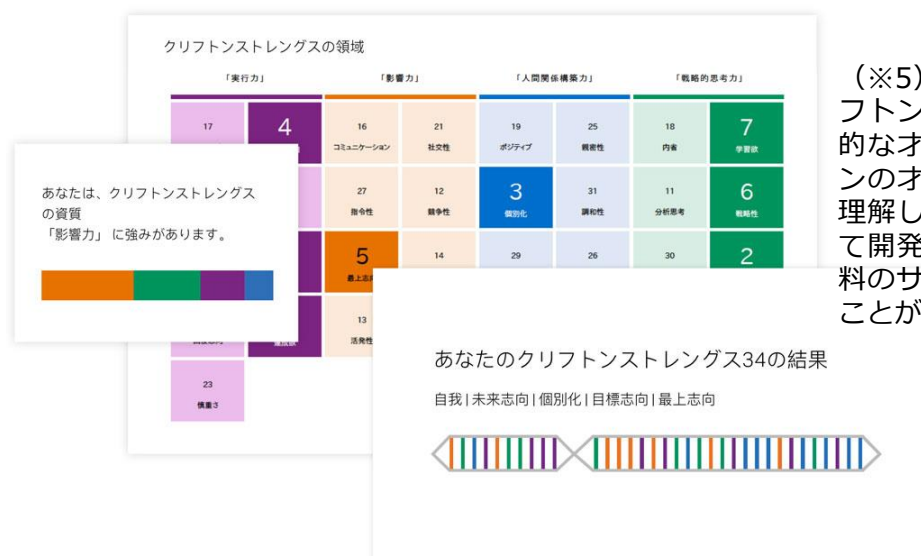 クリフトンストレングスの領域
「実行力」 「影響力」 「人間関係構築力」 「戦略的思考力」
17 4 16 21 19 25 18 7
コミュニケーション 社交性 ポジティブ 親密性 内省 学習欲
27 12 3 31 11 6
指令性 競争性 個別化 調和性 分析思考 戦略性
5 14 29 26 30 2
最上志向
13
活発性
23
慎重さ
あなたは、クリフトンストレングス
の資質
「影響力」 に強みがあります。
あなたのクリフトンストレングス34の結果
自我|未来志向|個別化|目標志向|最上志向
（※5）
フトン
的な才
ンの才
理解し
て開発
料のサ
ことが